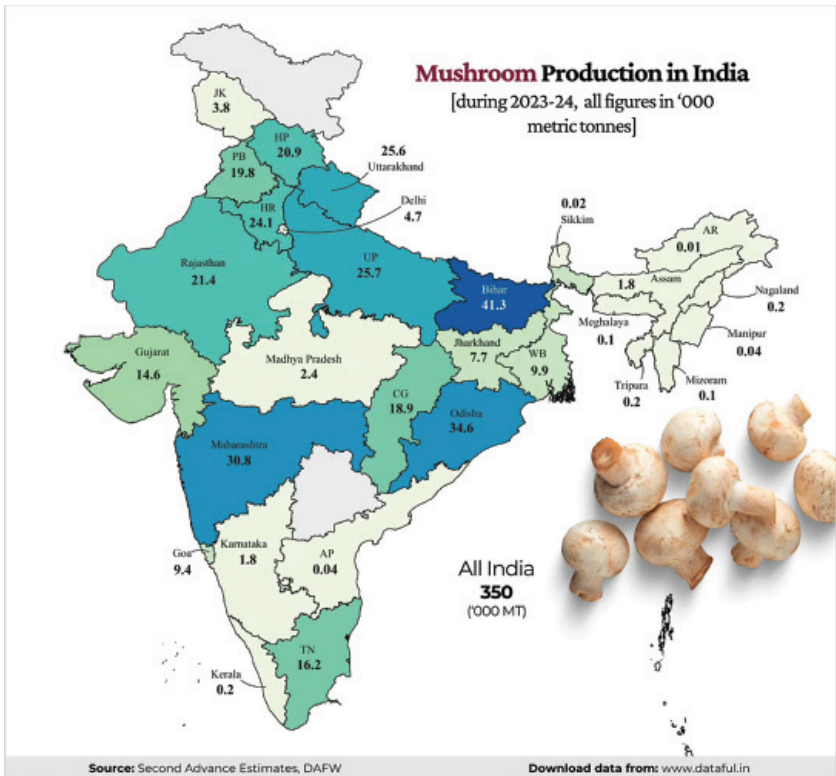 Mushroom Production in India
[during 2023-24, all figures in ‘000
metric tonnes]
JK
3.8
HP
20.9
PB
19.8
25.6
Uttarakhand
HR
24.1
Delhi
4.7
Rajasthan
21.4
UP
25.7
Bihar
41.3
0.02
Sikkim
AR
0.01
1.8
Assam
Nagaland
0.2
Meghalaya
0.1
Manipur
0.04
Tripura
0.2
Mizoram
0.1
Gujarat
14.6
Madhya Pradesh
2.4
Jharkhand
7.7
WB
9.9
CG
18.9
Odisha
34.6
Maharashtra
30.8
Goa
9.4
Karnataka
1.8
AP
0.04
All India
350
('000 MT)
TN
16.2
Kerala
0.2
Source: Second Advance Estimates, DAFW
Download data from: www.dataful.in